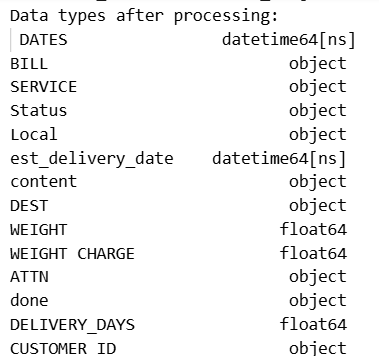 Data types after processing:
DATES datetime64[ns]
BILL object
SERVICE object
Status object
Local object
est_delivery_date datetime64[ns]
content object
DEST object
WEIGHT float64
WEIGHT CHARGE float64
ATTN object
done object
DELIVERY_DAYS float64
CUSTOMER ID object